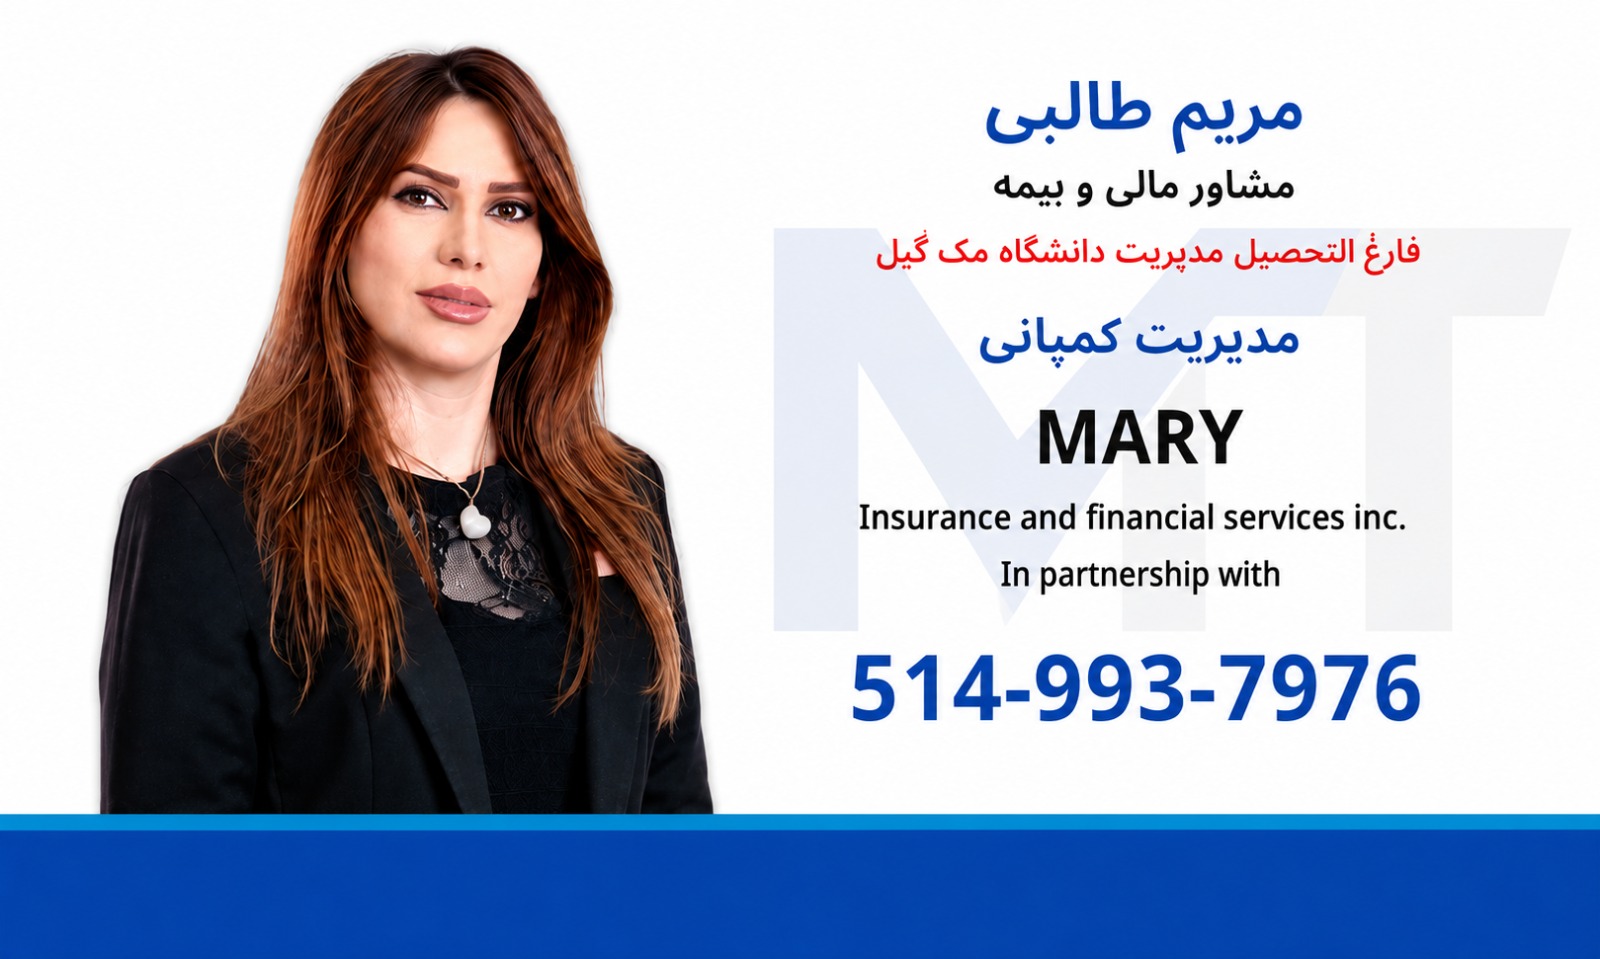 مریم طالبی
مشاور مالی و بیمه
فارغ التحصیل مدیریت دانشگاه مک گیل
مدیریت کمپانی
MARY
Insurance and financial services inc.
In partnership with
514-993-7976
MT